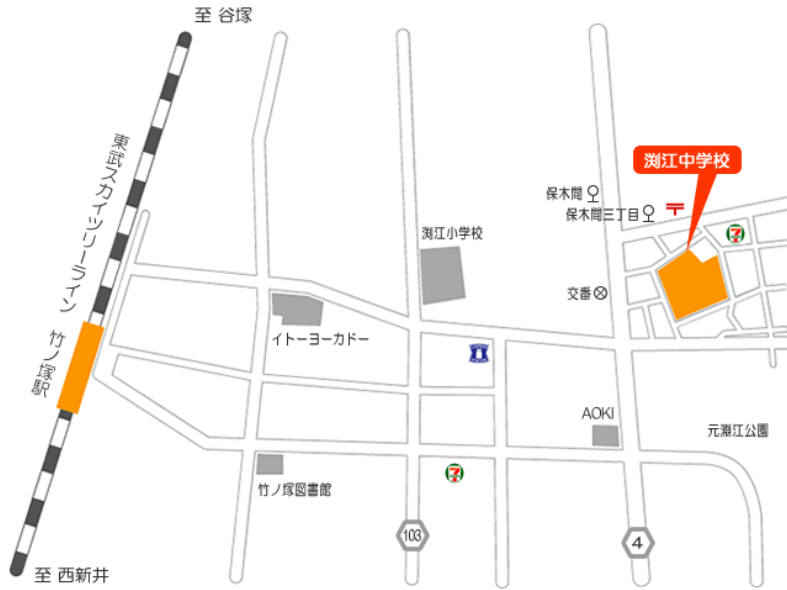 至 谷塚
東武スカイツリーライン
渕江中学校
保木間
保木間三丁目
渕江小学校
交番
イトーヨーカドー
竹ノ塚駅
AOKI
元淵江公園
竹ノ塚図書館
103
4
至 西新井